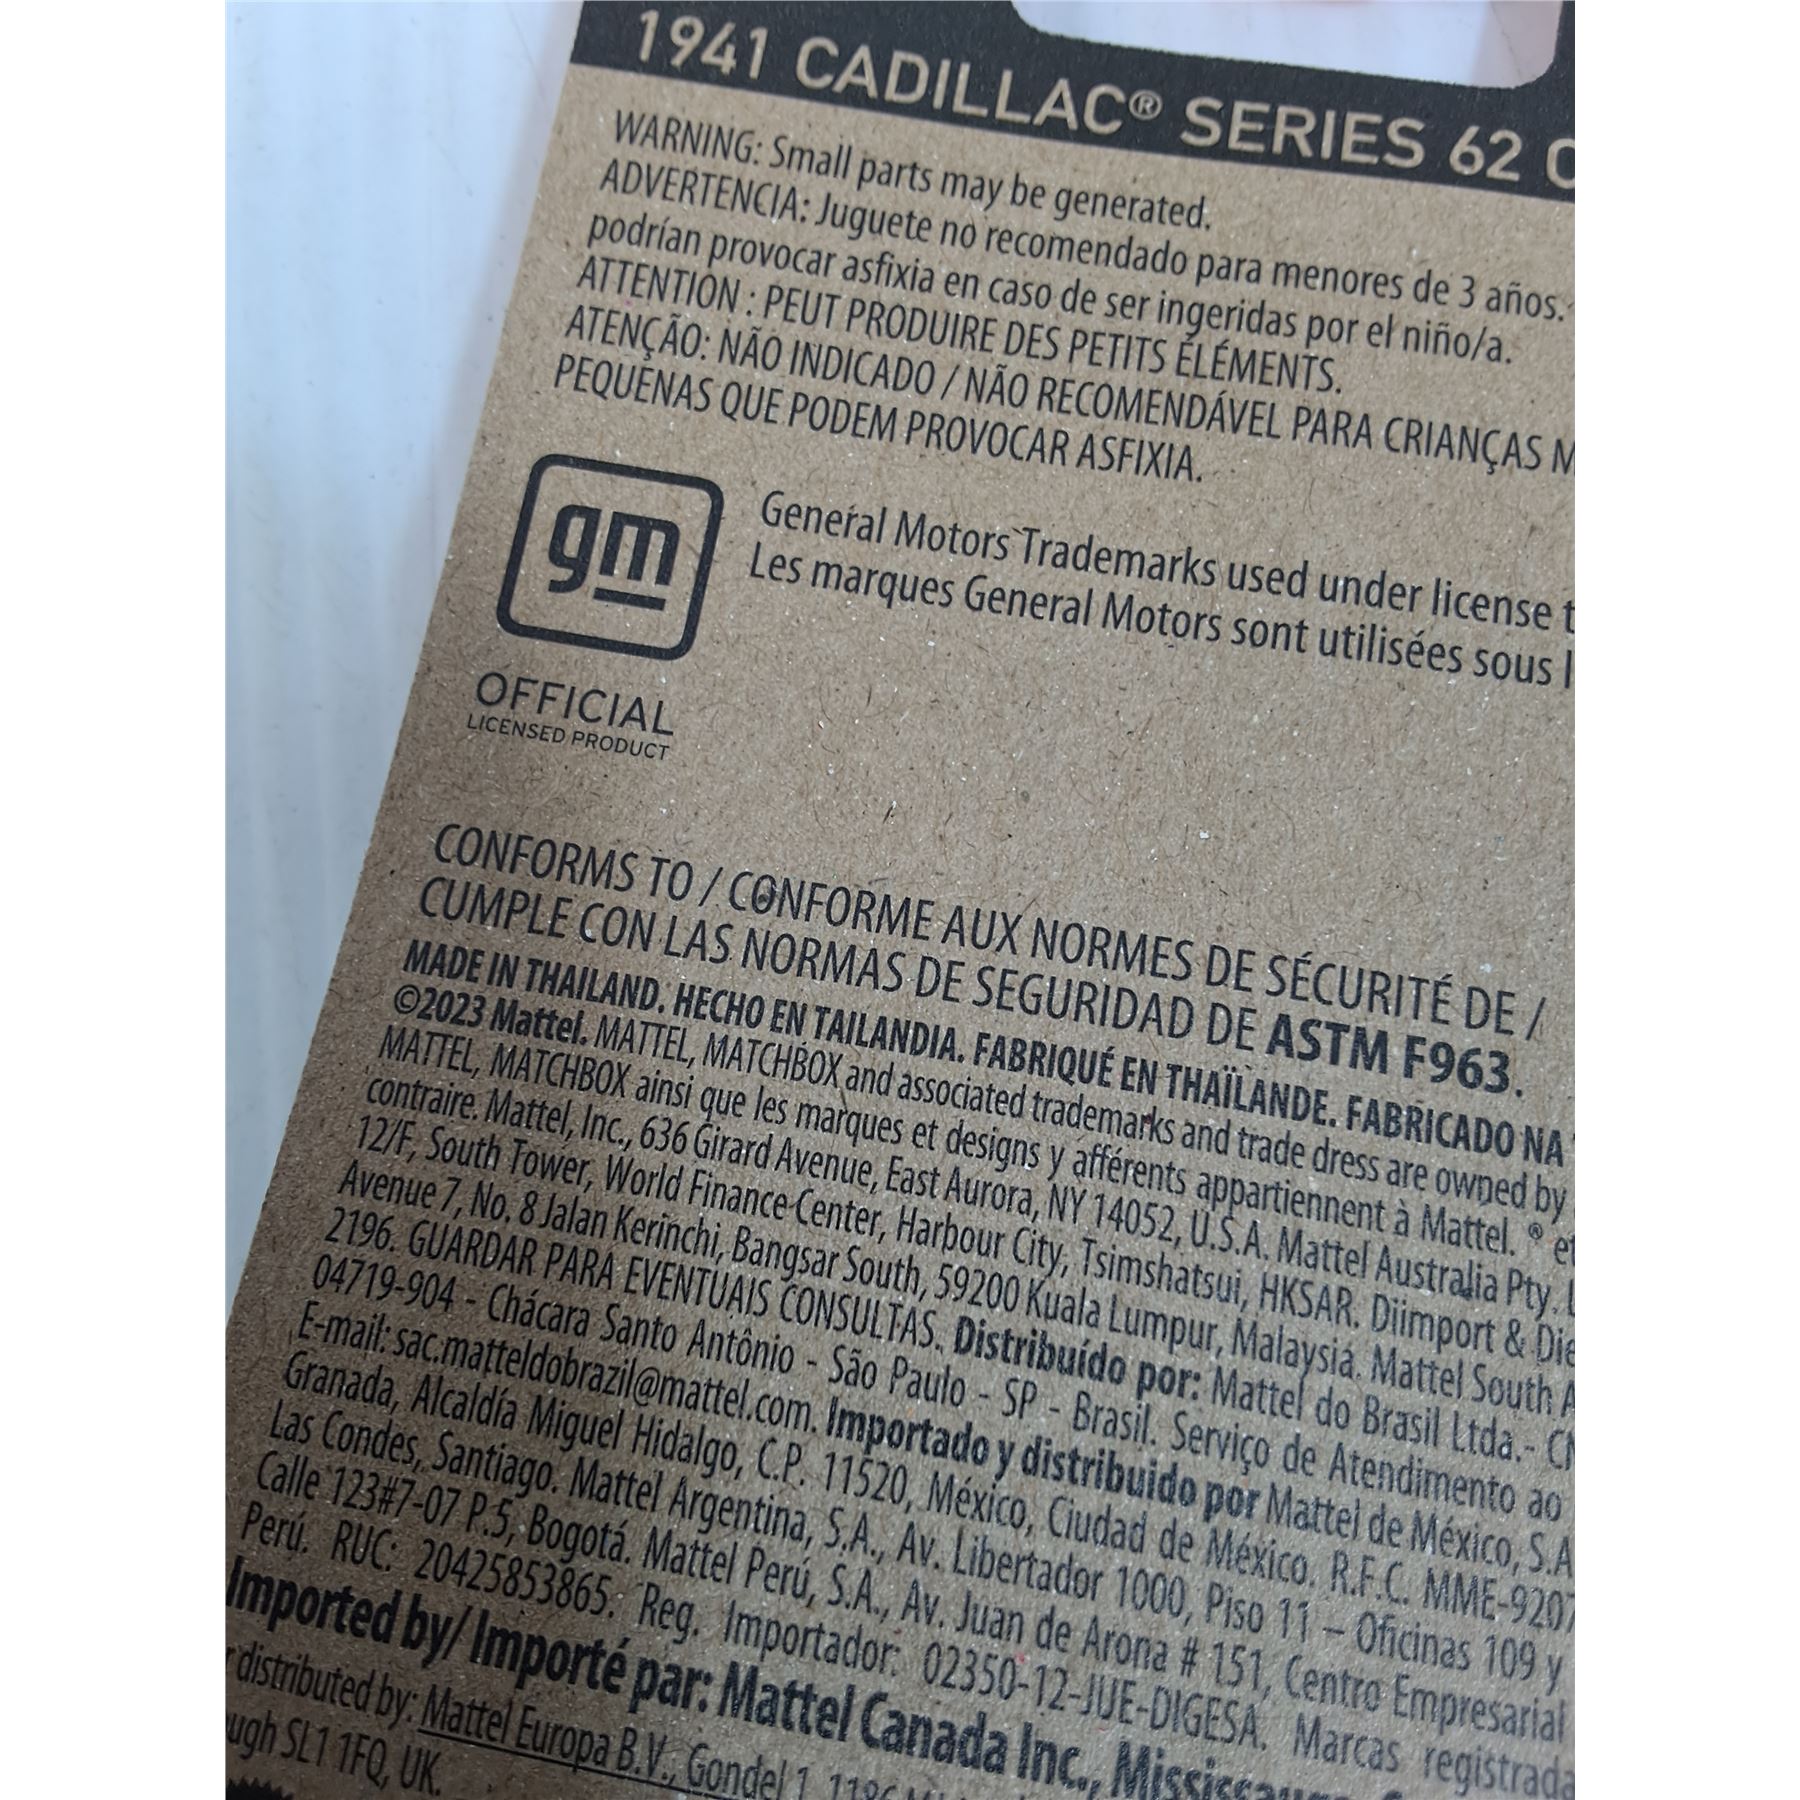 1941 CADILLAC® SERIES 62 C
WARNING: Small parts may be generated.
ADVERTENCIA: Juguete no recomendado para menores de 3 años.
podrían provocar asfixia en caso de ser ingeridas por el niño/a.
ATTENTION : PEUT PRODUIRE DES PETITS ÉLÉMENTS.
ATENÇÃO: NÃO INDICADO / NÃO RECOMENDÁVEL PARA CRIANÇAS M
PEQUENAS QUE PODEM PROVOCAR ASFIXIA.
gm
OFFICIAL
LICENSED PRODUCT
General Motors Trademarks used under license t
Les marques General Motors sont utilisées sous l
CONFORMS TO / CONFORME AUX NORMES DE SÉCURITÉ DE /
CUMPLE CON LAS NORMAS DE SEGURIDAD DE ASTM F963.
MADE IN THAILAND. HECHO EN TAILANDIA. FABRIQUÉ EN THAÏLANDE. FABRICADO NA
©2023 Mattel. MATTEL, MATCHBOX and associated trademarks and trade dress are owned by
MATTEL, MATCHBOX ainsi que les marques et designs y afférents appartiennent à Mattel. ® et
contraire. Mattel, Inc., 636 Girard Avenue, East Aurora, NY 14052, U.S.A. Mattel Australia Pty.
12/F, South Tower, World Finance Center, Harbour City, Tsimshatsui, HKSAR. Diimport & Die
Avenue 7, No. 8 Jalan Kerinchi, Bangsar South, 59200 Kuala Lumpur, Malaysia. Mattel South A
2196. GUARDAR PARA EVENTUAIS CONSULTAS. Distribuído por: Mattel do Brasil Ltda.- CN
04719-904 - Chácara Santo Antônio - São Paulo - SP - Brasil. Serviço de Atendimento ao
E-mail: sac.matteldobrazil@mattel.com. Importado y distribuido por Mattel de México, S.A
Granada, Alcaldía Miguel Hidalgo, C.P. 11520, México, Ciudad de México. R.F.C. MME-9207
Las Condes, Santiago. Mattel Argentina, S.A., Av. Libertador 1000, Piso 11 – Oficinas 109 y
Calle 123#7-07 P.5, Bogotá. Mattel Perú, S.A., Av. Juan de Arona # 151, Centro Empresarial
Perú. RUC: 20425853865. Reg. Importador: 02350-12-JUE-DIGESA. Marcas registrada
Imported by/ Importé par: Mattel Canada Inc., Mississauga,
r distributed by: Mattel Europa B.V., Gondel 1,
ugh SL1 1FQ, UK.